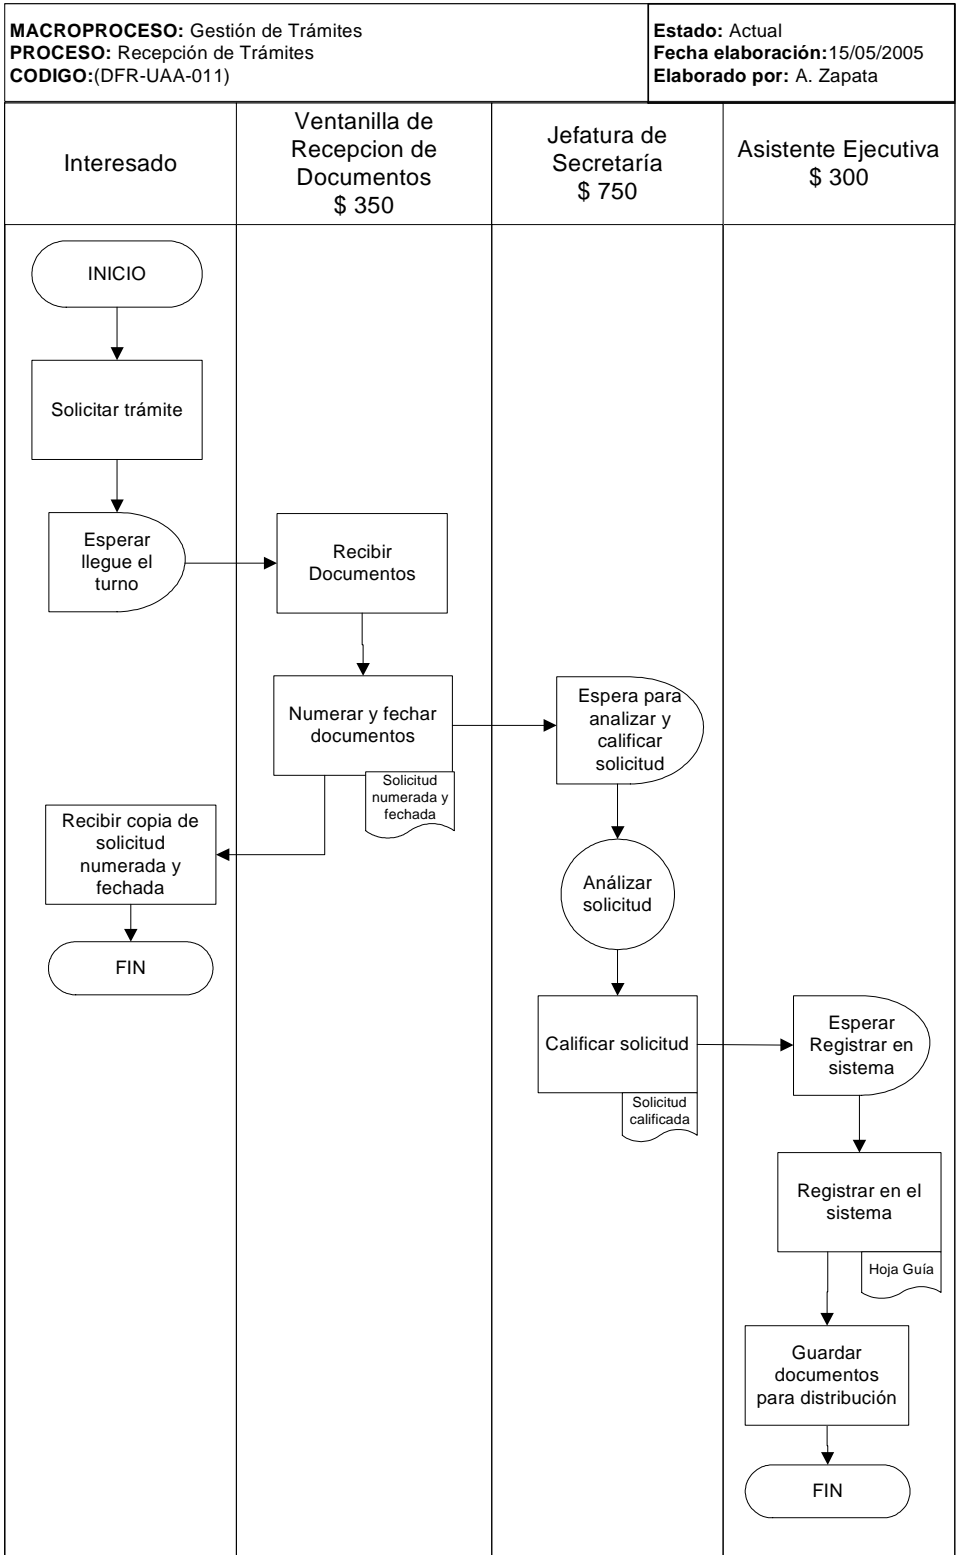 MACROPROCESO: Gestión de Trámites
PROCESO: Recepción de Trámites
CODIGO:(DFR-UAA-011)
Estado: Actual
Fecha elaboración:15/05/2005
Elaborado por: A. Zapata
Interesado
Ventanilla de
Recepcion de
Documentos
$ 350
Jefatura de
Secretaría
$ 750
Asistente Ejecutiva
$ 300
INICIO
Solicitar trámite
Esperar
llegue el
turno
Recibir
Documentos
Numerar y fechar
documentos
Solicitud
numerada y
fechada
Espera para
analizar y
calificar
solicitud
Recibir copia de
solicitud
numerada y
fechada
FIN
Análizar
solicitud
Calificar solicitud
Solicitud
calificada
Esperar
Registrar en
sistema
Registrar en el
sistema
Hoja Guía
Guardar
documentos
para distribución
FIN